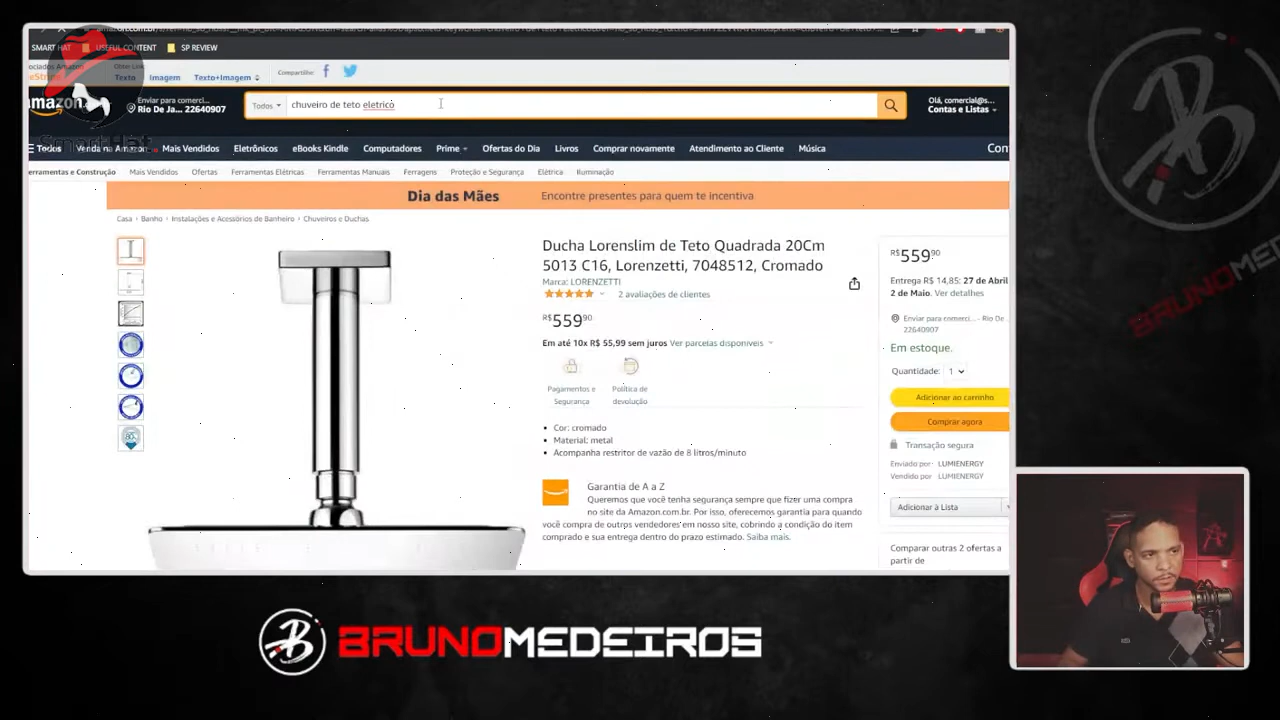 SMART HAT USEFUL CONTENT SP REVIEW
Texto Imagem Texto+Imagem Compartilhe:
amazon.com.br
Enviar para comerci...
Rio De Ja... 22640907
Todos chuveiro de teto eletrico
Olá, comercial@s...
Contas e Listas
Todos Venda na Amazon Mais Vendidos Eletrônicos eBooks Kindle Computadores Prime Ofertas do Dia Livros Comprar novamente Atendimento ao Cliente Música Con
erramentas e Construção Mais Vendidos Ofertas Ferramentas Elétricas Ferramentas Manuais Ferragens Proteção e Segurança Elétrica Iluminação
Dia das Mães Encontre presentes para quem te incentiva
Casa › Banho › Instalações e Acessórios de Banheiro › Chuveiros e Duchas
Ducha Lorenslim de Teto Quadrada 20Cm
5013 C16, Lorenzetti, 7048512, Cromado
Marca: LORENZETTI
2 avaliações de clientes
R$ 559 90
Em até 10x R$ 55,99 sem juros Ver parcelas disponíveis
Pagamentos e
Segurança
Política de
devolução
• Cor: cromado
• Material: metal
• Acompanha restritor de vazão de 8 litros/minuto
Garantia de A a Z
Queremos que você tenha segurança sempre que fizer uma compra
no site da Amazon.com.br. Por isso, oferecemos garantia para quando
você compra de outros vendedores em nosso site, cobrindo a condição do item
comprado e sua entrega dentro do prazo estimado. Saiba mais.
R$ 559 90
Entrega R$ 14,85: 27 de Abril
2 de Maio. Ver detalhes
Enviar para comerci... - Rio De
22640907
Em estoque.
Quantidade: 1
Adicionar ao carrinho
Comprar agora
Transação segura
Enviado por: LUMIENERGY
Vendido por LUMIENERGY
Adicionar à Lista
Comparar outras 2 ofertas a
partir de
BRUNOMEDEIROS
BRUNOMEDE